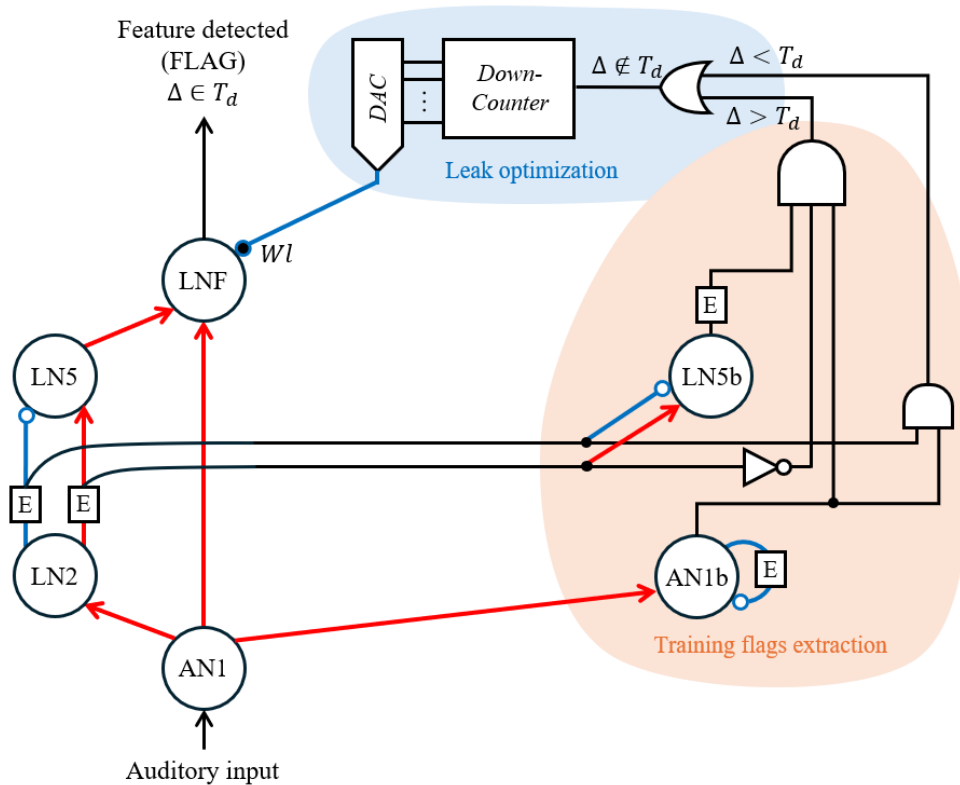 Feature detected
(FLAG)
Δ ∈ T_d
DAC
⋮
Down-
Counter
Δ ∉ T_d
Δ < T_d
Δ > T_d
Leak optimization
Wl
LNF
E
LN5
LN5b
E
E
LN2
AN1b
E
Training flags extraction
AN1
Auditory input